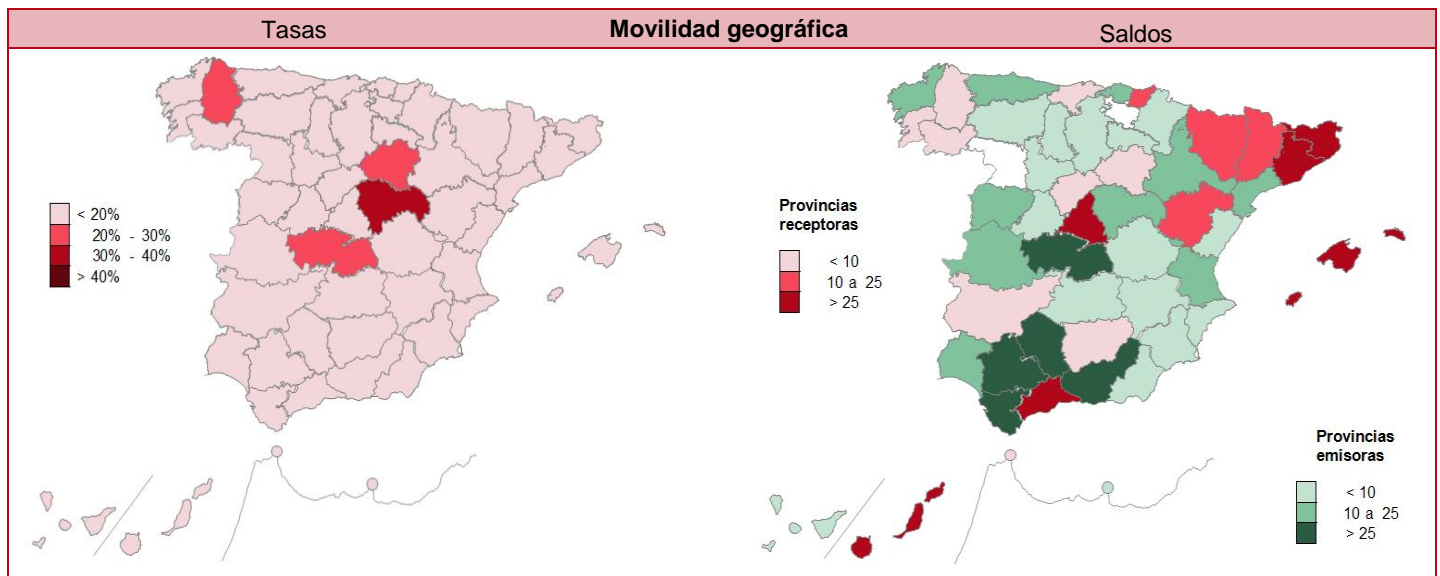 Tasas
Movilidad geográfica
Saldos
< 20%
20% - 30%
30% - 40%
> 40%
Provincias
receptoras
< 10
10 a 25
> 25
Provincias
emisoras
< 10
10 a 25
> 25